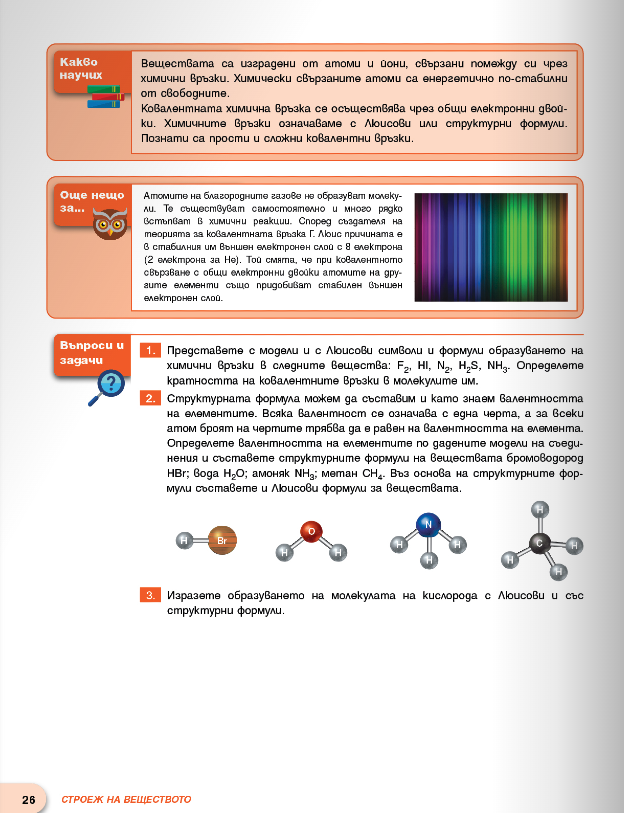 Какво
научих
Веществата са изградени от атоми и йони, свързани помежду си чрез
химични връзки. Химически свързаните атоми са енергетично по-стабилни
от свободните.
Ковалентната химична връзка се осъществява чрез общи електронни двой-
ки. Химичните връзки означаваме с Люисови или структурни формули.
Познати са прости и сложни ковалентни връзки.
Още нещо
за...
Атомите на благородните газове не образуват молеку-
ли. Те съществуват самостоятелно и много рядко
встъпват в химични реакции. Според създателя на
теорията за ковалентната връзка Г. Люис причината е
в стабилния им външен електронен слой с 8 електрона
(2 електрона за He). Той смята, че при ковалентното
свързване с общи електронни двойки атомите на дру-
гите елементи също придобиват стабилен външен
електронен слой.
Въпроси и
задачи
1. Представете с модели и с Люисови символи и формули образуването на
химични връзки в следните вещества: F₂, HI, N₂, H₂S, NH₃. Определете
кратността на ковалентните връзки в молекулите им.
2. Структурната формула можем да съставим и като знаем валентността
на елементите. Всяка валентност се означава с една черта, а за всеки
атом броят на чертите трябва да е равен на валентността на елемента.
Определете валентността на елементите по дадените модели на съеди-
нения и съставете структурните формули на веществата бромоводород
HBr; вода H₂O; амоняк NH₃; метан CH₄. Въз основа на структурните фор-
мули съставете и Люисови формули за веществата.
H Br
O
H H
N
H H
H
H
C
H H
H
3. Изразете образуването на молекулата на кислорода с Люисови и със
структурни формули.
26 СТРОЕЖ НА ВЕЩЕСТВОТО